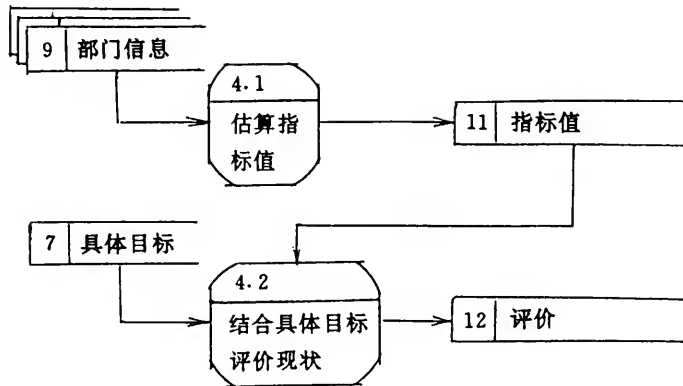 9 部门信息
4.1
估算指
标值
11 指标值
7 具体目标
4.2
结合具体目标
评价现状
12 评价